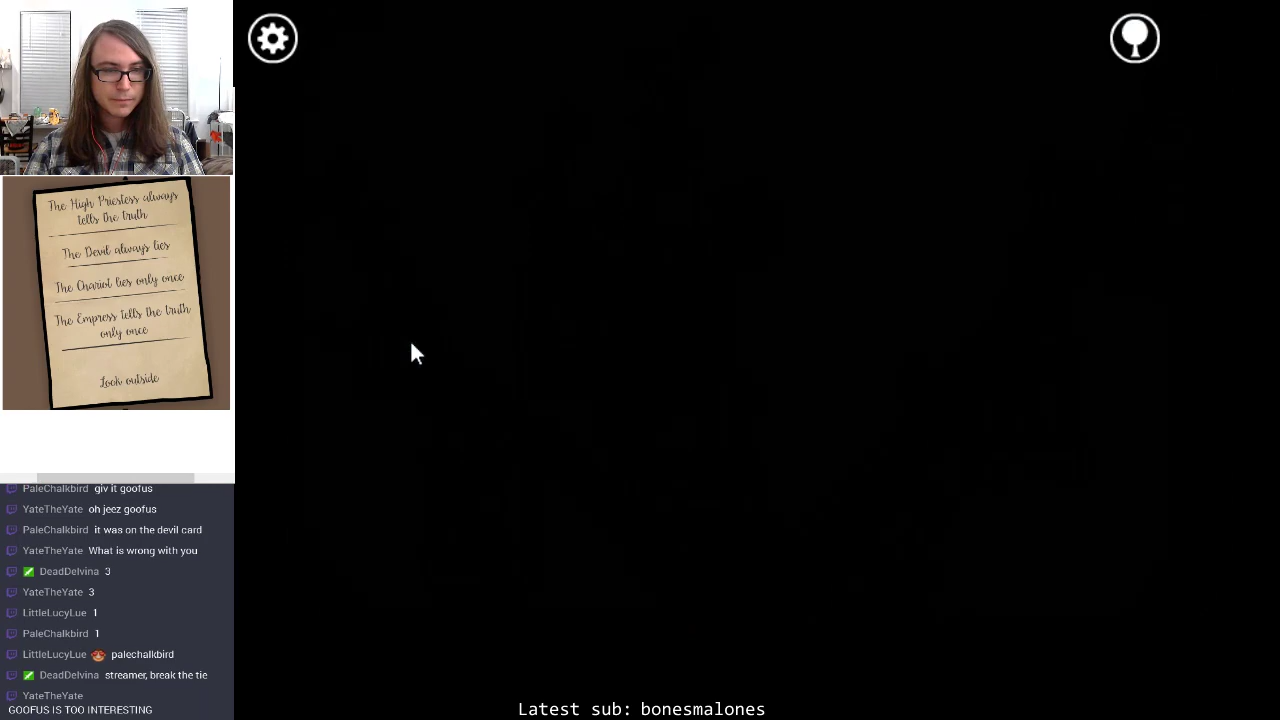 The High Priestess always
tells the truth
The Devil always lies
The Chariot lies only once
The Empress tells the truth
only once
Look outside
PaleChalkbird giv it goofus
YateTheYate oh jeez goofus
PaleChalkbird it was on the devil card
YateTheYate What is wrong with you
DeadDelvina 3
YateTheYate 3
LittleLucyLue 1
PaleChalkbird 1
LittleLucyLue palechalkbird
DeadDelvina streamer, break the tie
YateTheYate
GOOFUS IS TOO INTERESTING
Latest sub: bonesmalones